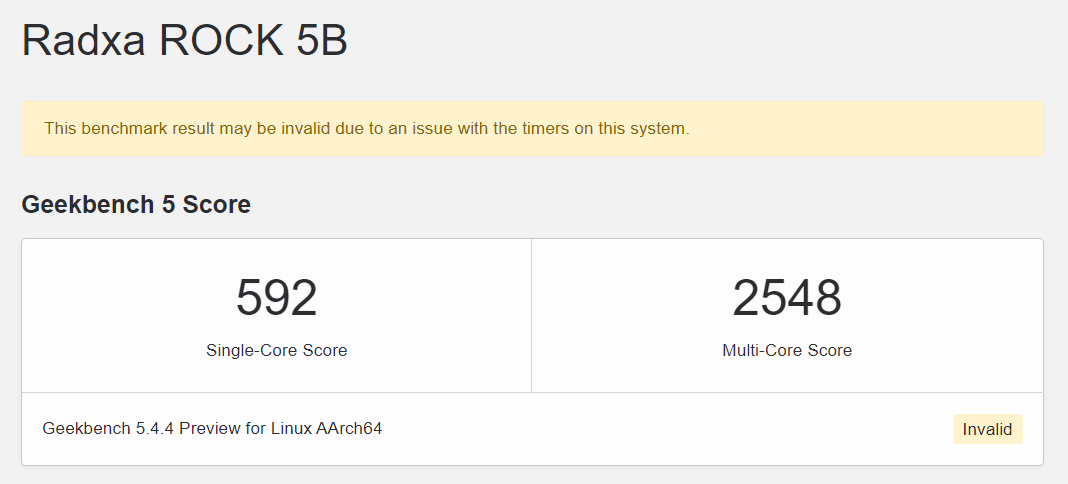 Radxa ROCK 5B
This benchmark result may be invalid due to an issue with the timers on this system.
Geekbench 5 Score
592
Single-Core Score
2548
Multi-Core Score
Geekbench 5.4.4 Preview for Linux AArch64
Invalid